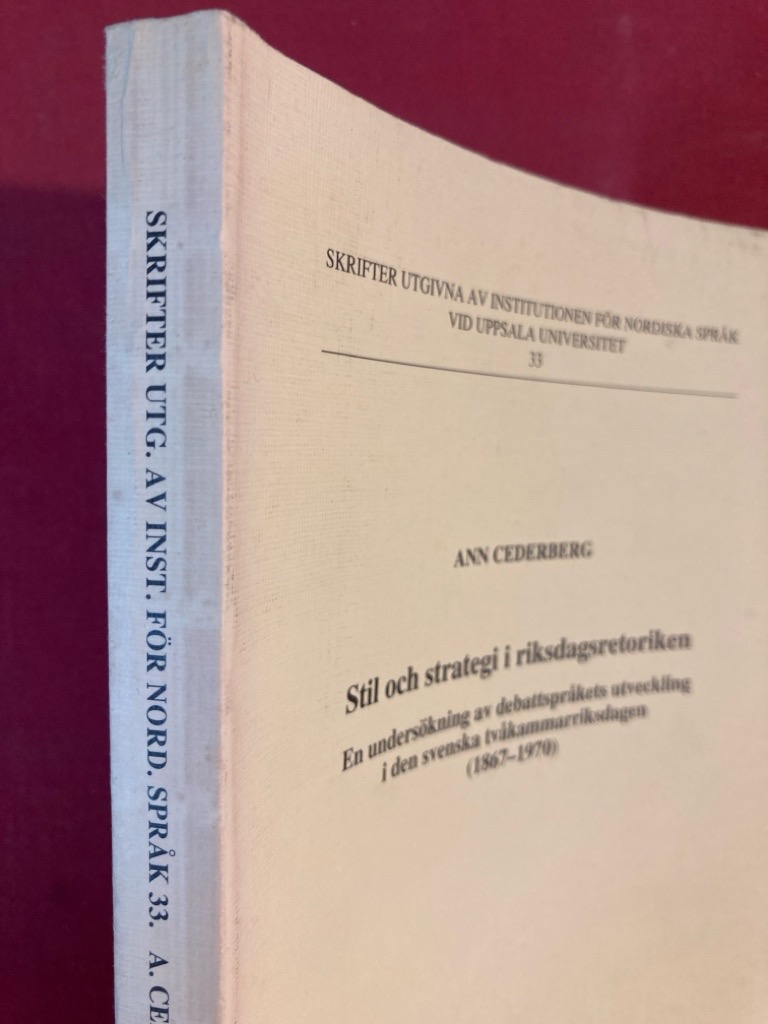 SKRIFTER UTG. AV INST. FÖR NORD. SPRÅK 33. A. CE
SKRIFTER UTGIVNA AV INSTITUTIONEN FÖR NORDISKA SPRÅK
VID UPPSALA UNIVERSITET
33
ANN CEDERBERG
Stil och strategi i riksdagsretoriken
En undersökning av debattspråkets utveckling
i den svenska tvåkammarriksdagen
(1867–1970)